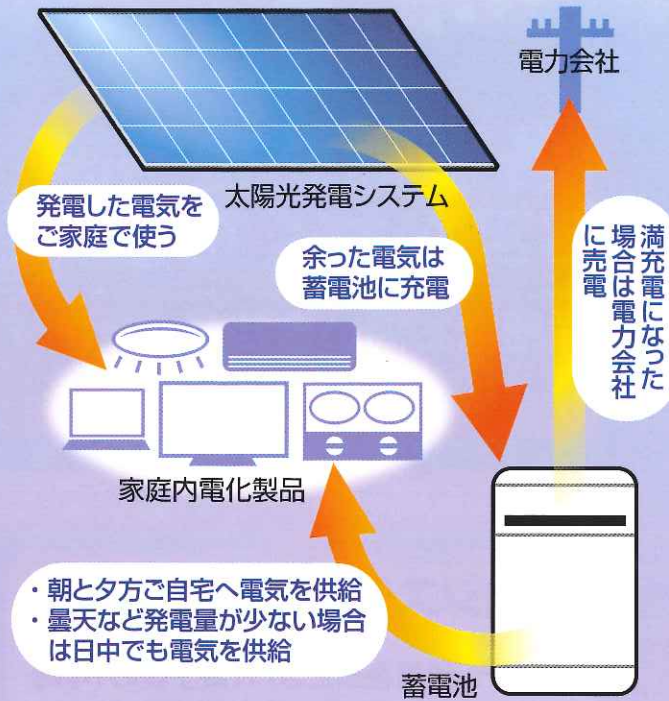 電力会社
太陽光発電システム
発電した電気を
ご家庭で使う
余った電気は
蓄電池に充電
満充電になった
場合は電力会社
に売電
家庭内電化製品
・朝と夕方ご自宅へ電気を供給
・曇天など発電量が少ない場合
は日中でも電気を供給
蓄電池